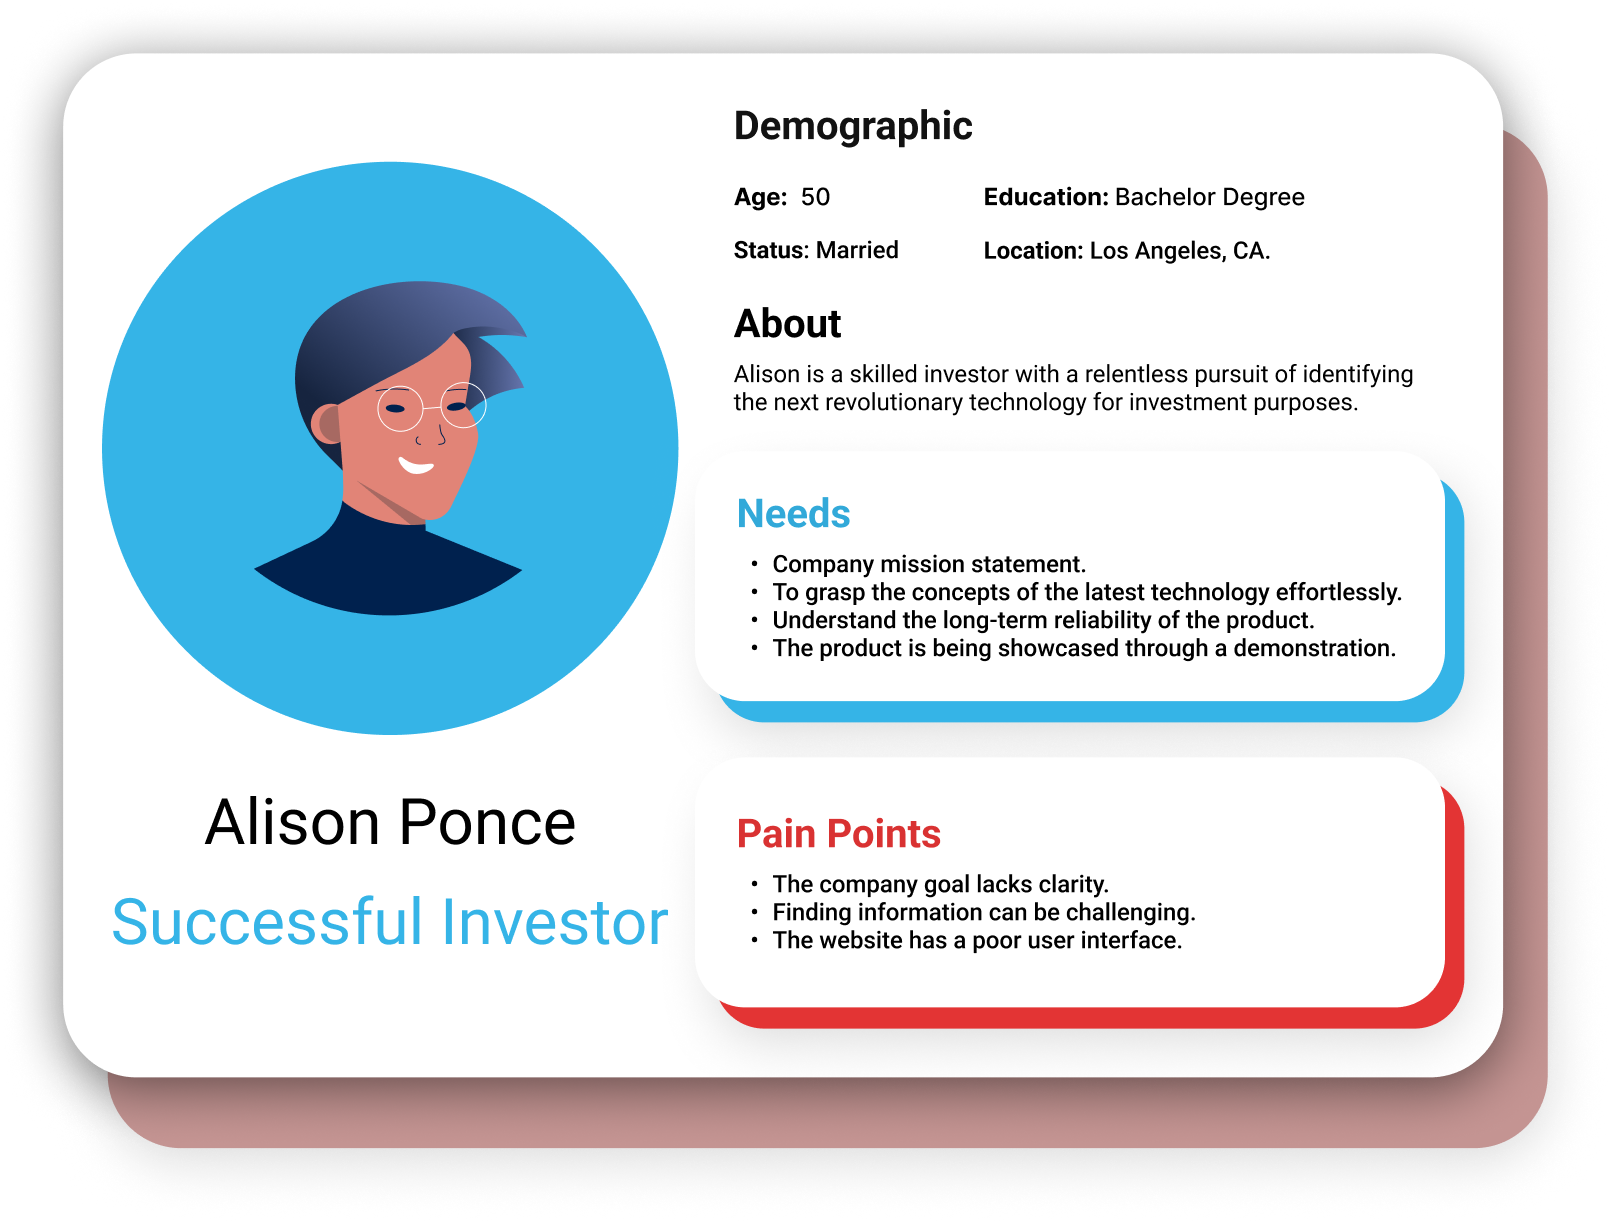 Demographic
Age: 50
Education: Bachelor Degree
Status: Married
Location: Los Angeles, CA.
About
Alison is a skilled investor with a relentless pursuit of identifying
the next revolutionary technology for investment purposes.
Needs
• Company mission statement.
• To grasp the concepts of the latest technology effortlessly.
• Understand the long-term reliability of the product.
• The product is being showcased through a demonstration.
Alison Ponce
Successful Investor
Pain Points
• The company goal lacks clarity.
• Finding information can be challenging.
• The website has a poor user interface.